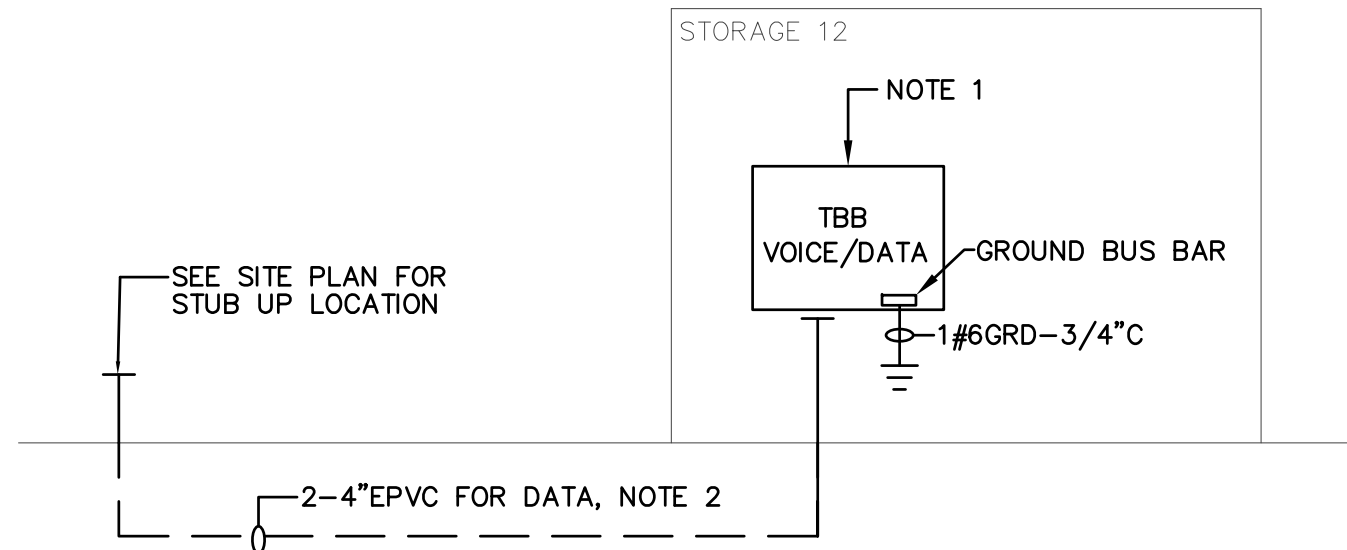 STORAGE 12
NOTE 1
TBB
VOICE/DATA
GROUND BUS BAR
SEE SITE PLAN FOR
STUB UP LOCATION
1#6GRD-3/4"C
2-4"EPVC FOR DATA, NOTE 2